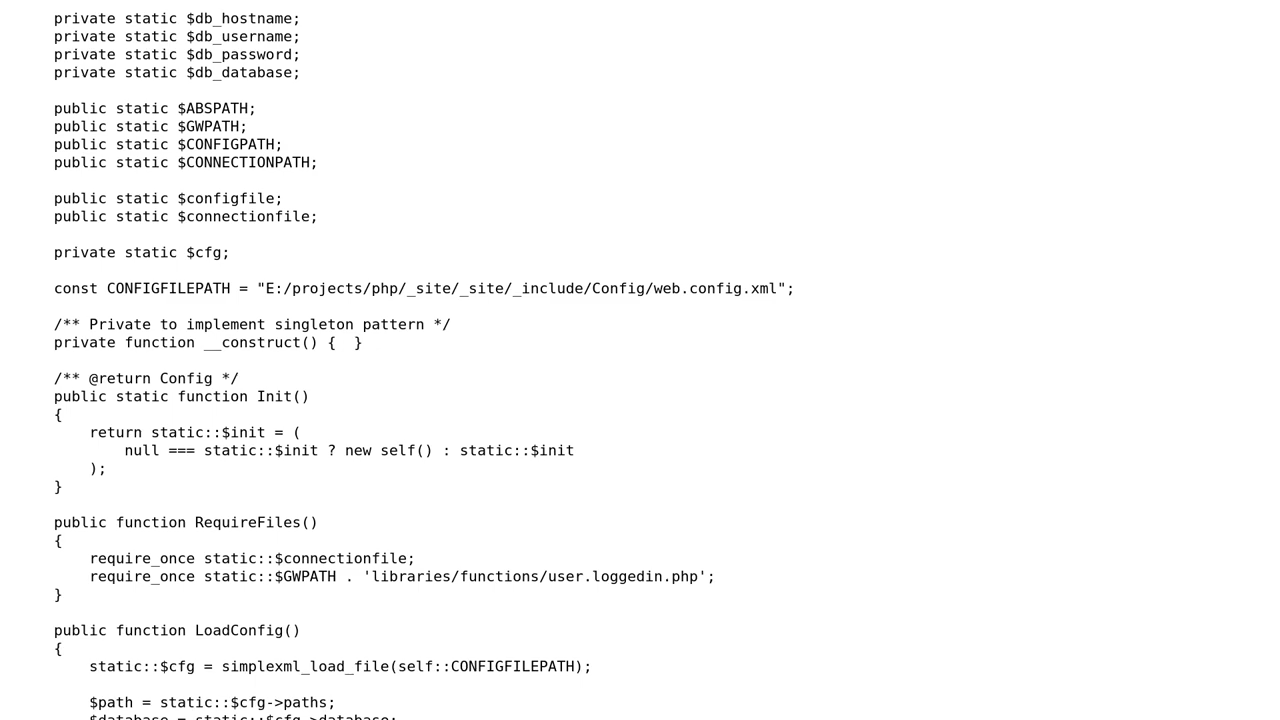 private static $db_hostname;
private static $db_username;
private static $db_password;
private static $db_database;

public static $ABSPATH;
public static $GWPATH;
public static $CONFIGPATH;
public static $CONNECTIONPATH;

public static $configfile;
public static $connectionfile;

private static $cfg;

const CONFIGFILEPATH = "E:/projects/php/_site/_site/_include/Config/web.config.xml";

/** Private to implement singleton pattern */
private function __construct() {  }

/** @return Config */
public static function Init()
{
    return static::$init = (
        null === static::$init ? new self() : static::$init
    );
}

public function RequireFiles()
{
    require_once static::$connectionfile;
    require_once static::$GWPATH . 'libraries/functions/user.loggedin.php';
}

public function LoadConfig()
{
    static::$cfg = simplexml_load_file(self::CONFIGFILEPATH);

    $path = static::$cfg->paths;
    $database = static::$cfg->database;